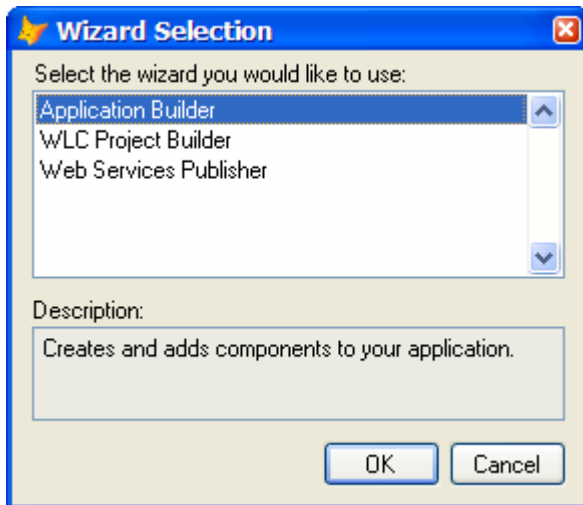 Wizard Selection
Select the wizard you would like to use:
Application Builder
WLC Project Builder
Web Services Publisher
Description:
Creates and adds components to your application.
OK Cancel